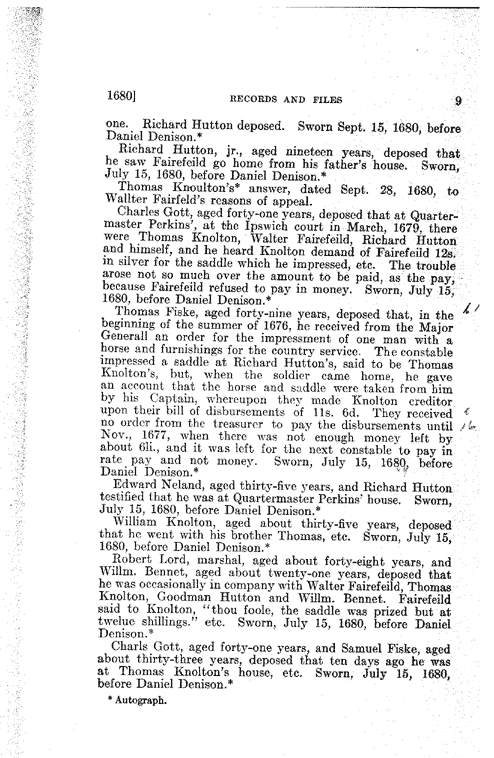 1680] RECORDS AND FILES 9
one. Richard Hutton deposed. Sworn Sept. 15, 1680, before
Daniel Denison.*
Richard Hutton, jr., aged nineteen years, deposed that
he saw Fairefeild go home from his father's house. Sworn,
July 15, 1680, before Daniel Denison.*
Thomas Knoulton's* answer, dated Sept. 28, 1680, to
Wallter Fairfeld's reasons of appeal.
Charles Gott, aged forty-one years, deposed that at Quarter-
master Perkins', at the Ipswich court in March, 1679, there
were Thomas Knolton, Walter Fairefeild, Richard Hutton
and himself, and he heard Knolton demand of Fairefeild 12s.
in silver for the saddle which he impressed, etc. The trouble
arose not so much over the amount to be paid, as the pay,
because Fairefeild refused to pay in money. Sworn, July 15,
1680, before Daniel Denison.*
Thomas Fiske, aged forty-nine years, deposed that, in the
beginning of the summer of 1676, he received from the Major
Generall an order for the impressment of one man with a
horse and furnishings for the country service. The constable
impressed a saddle at Richard Hutton's, said to be Thomas
Knolton's, but, when the soldier came home, he gave
an account that the horse and saddle were taken from him
by his Captain, whereupon they made Knolton creditor
upon their bill of disbursements of 11s. 6d. They received
no order from the treasurer to pay the disbursements until
Nov., 1677, when there was not enough money left by
about 6li., and it was left for the next constable to pay in
rate pay and not money. Sworn, July 15, 1680, before
Daniel Denison.*
Edward Neland, aged thirty-five years, and Richard Hutton
testified that he was at Quartermaster Perkins' house. Sworn,
July 15, 1680, before Daniel Denison.*
William Knolton, aged about thirty-five years, deposed
that he went with his brother Thomas, etc. Sworn, July 15,
1680, before Daniel Denison.*
Robert Lord, marshal, aged about forty-eight years, and
Willm. Bennet, aged about twenty-one years, deposed that
he was occasionally in company with Walter Fairefeild, Thomas
Knolton, Goodman Hutton and Willm. Bennet. Fairefeild
said to Knolton, "thou foole, the saddle was prized but at
twelue shillings." etc. Sworn, July 15, 1680, before Daniel
Denison.*
Charls Gott, aged forty-one years, and Samuel Fiske, aged
about thirty-three years, deposed that ten days ago he was
at Thomas Knolton's house, etc. Sworn, July 15, 1680,
before Daniel Denison.*
* Autograph.